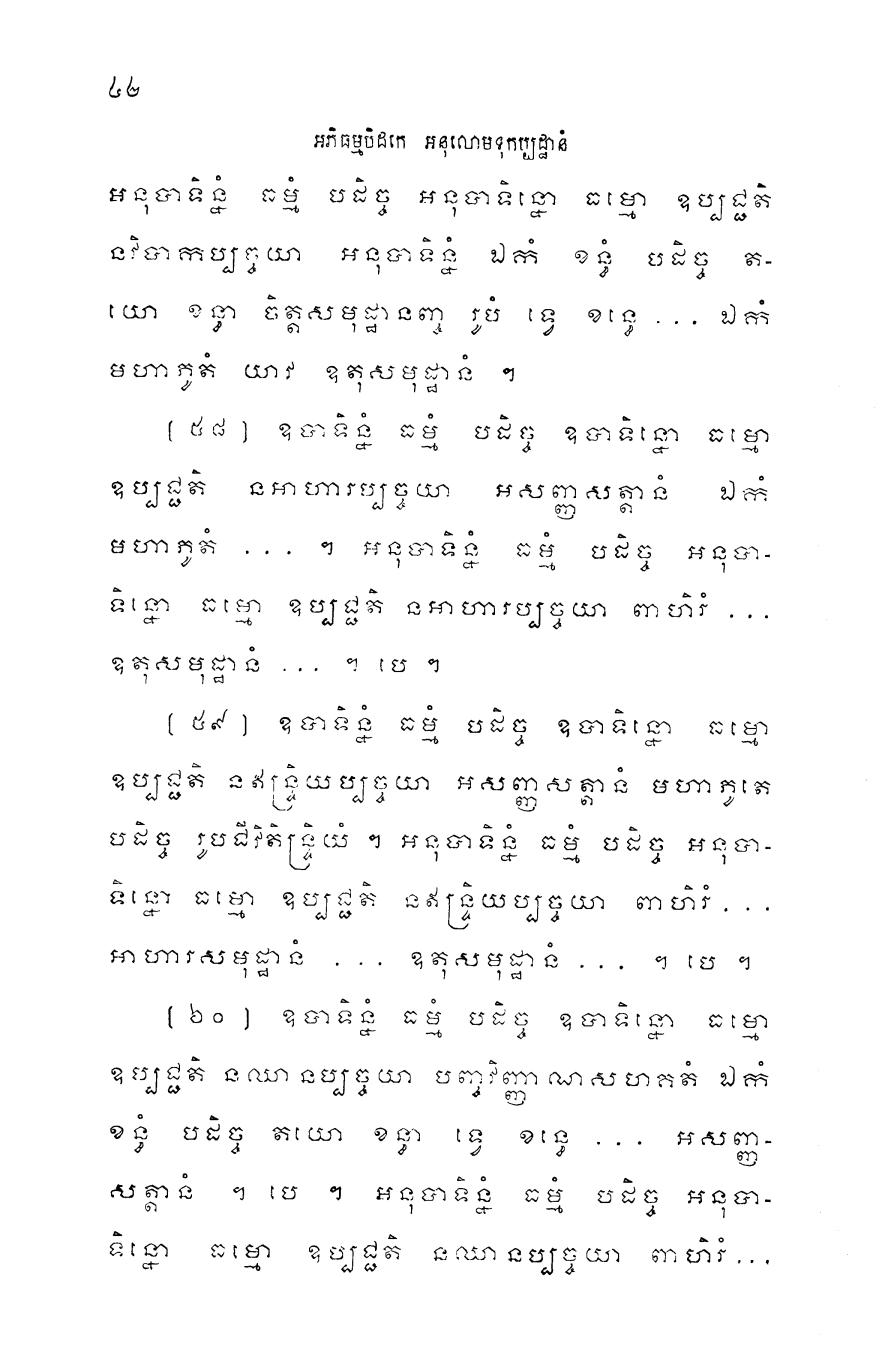 ៤២
អភិធម្មបិដកេ អនុលោមទុកប្បដ្ឋានំ
អនុបាទិន្នំ ធម្មំ បដិច្ច អនុបាទិន្នោ ធម្មោ ឧប្បជ្ជតិ
នវិបាកប្បច្ចយា អនុបាទិន្នំ ឯកំ ខន្ធំ បដិច្ច ត-
យោ ខន្ធា ចិត្តសមុដ្ឋានញ្ច រូបំ ទ្វេ ខន្ធេ ... ឯកំ
មហាភូតំ យាវ ឧតុសមុដ្ឋានំ ។
(៥៨) ឧបាទិន្នំ ធម្មំ បដិច្ច ឧបាទិន្នោ ធម្មោ
ឧប្បជ្ជតិ នអាហារប្បច្ចយា អសញ្ញសត្តានំ ឯកំ
មហាភូតំ ... ។ អនុបាទិន្នំ ធម្មំ បដិច្ច អនុបា-
ទិន្នោ ធម្មោ ឧប្បជ្ជតិ នអាហារប្បច្ចយា ពាហិរំ ...
ឧតុសមុដ្ឋានំ ... ។ បេ ។
(៥៩) ឧបាទិន្នំ ធម្មំ បដិច្ច ឧបាទិន្នោ ធម្មោ
ឧប្បជ្ជតិ នឥន្ទ្រិយប្បច្ចយា អសញ្ញសត្តានំ មហាភូតេ
បដិច្ច រូបជីវិតិន្ទ្រិយំ ។ អនុបាទិន្នំ ធម្មំ បដិច្ច អនុបា-
ទិន្នោ ធម្មោ ឧប្បជ្ជតិ នឥន្ទ្រិយប្បច្ចយា ពាហិរំ ...
អាហារសមុដ្ឋានំ ... ឧតុសមុដ្ឋានំ ... ។ បេ ។
(៦០) ឧបាទិន្នំ ធម្មំ បដិច្ច ឧបាទិន្នោ ធម្មោ
ឧប្បជ្ជតិ នឈានប្បច្ចយា បញ្ចវិញ្ញាណសហគតំ ឯកំ
ខន្ធំ បដិច្ច តយោ ខន្ធា ទ្វេ ខន្ធេ ... អសញ្ញ-
សត្តានំ ។ បេ ។ អនុបាទិន្នំ ធម្មំ បដិច្ច អនុបា-
ទិន្នោ ធម្មោ ឧប្បជ្ជតិ នឈានប្បច្ចយា ពាហិរំ ...